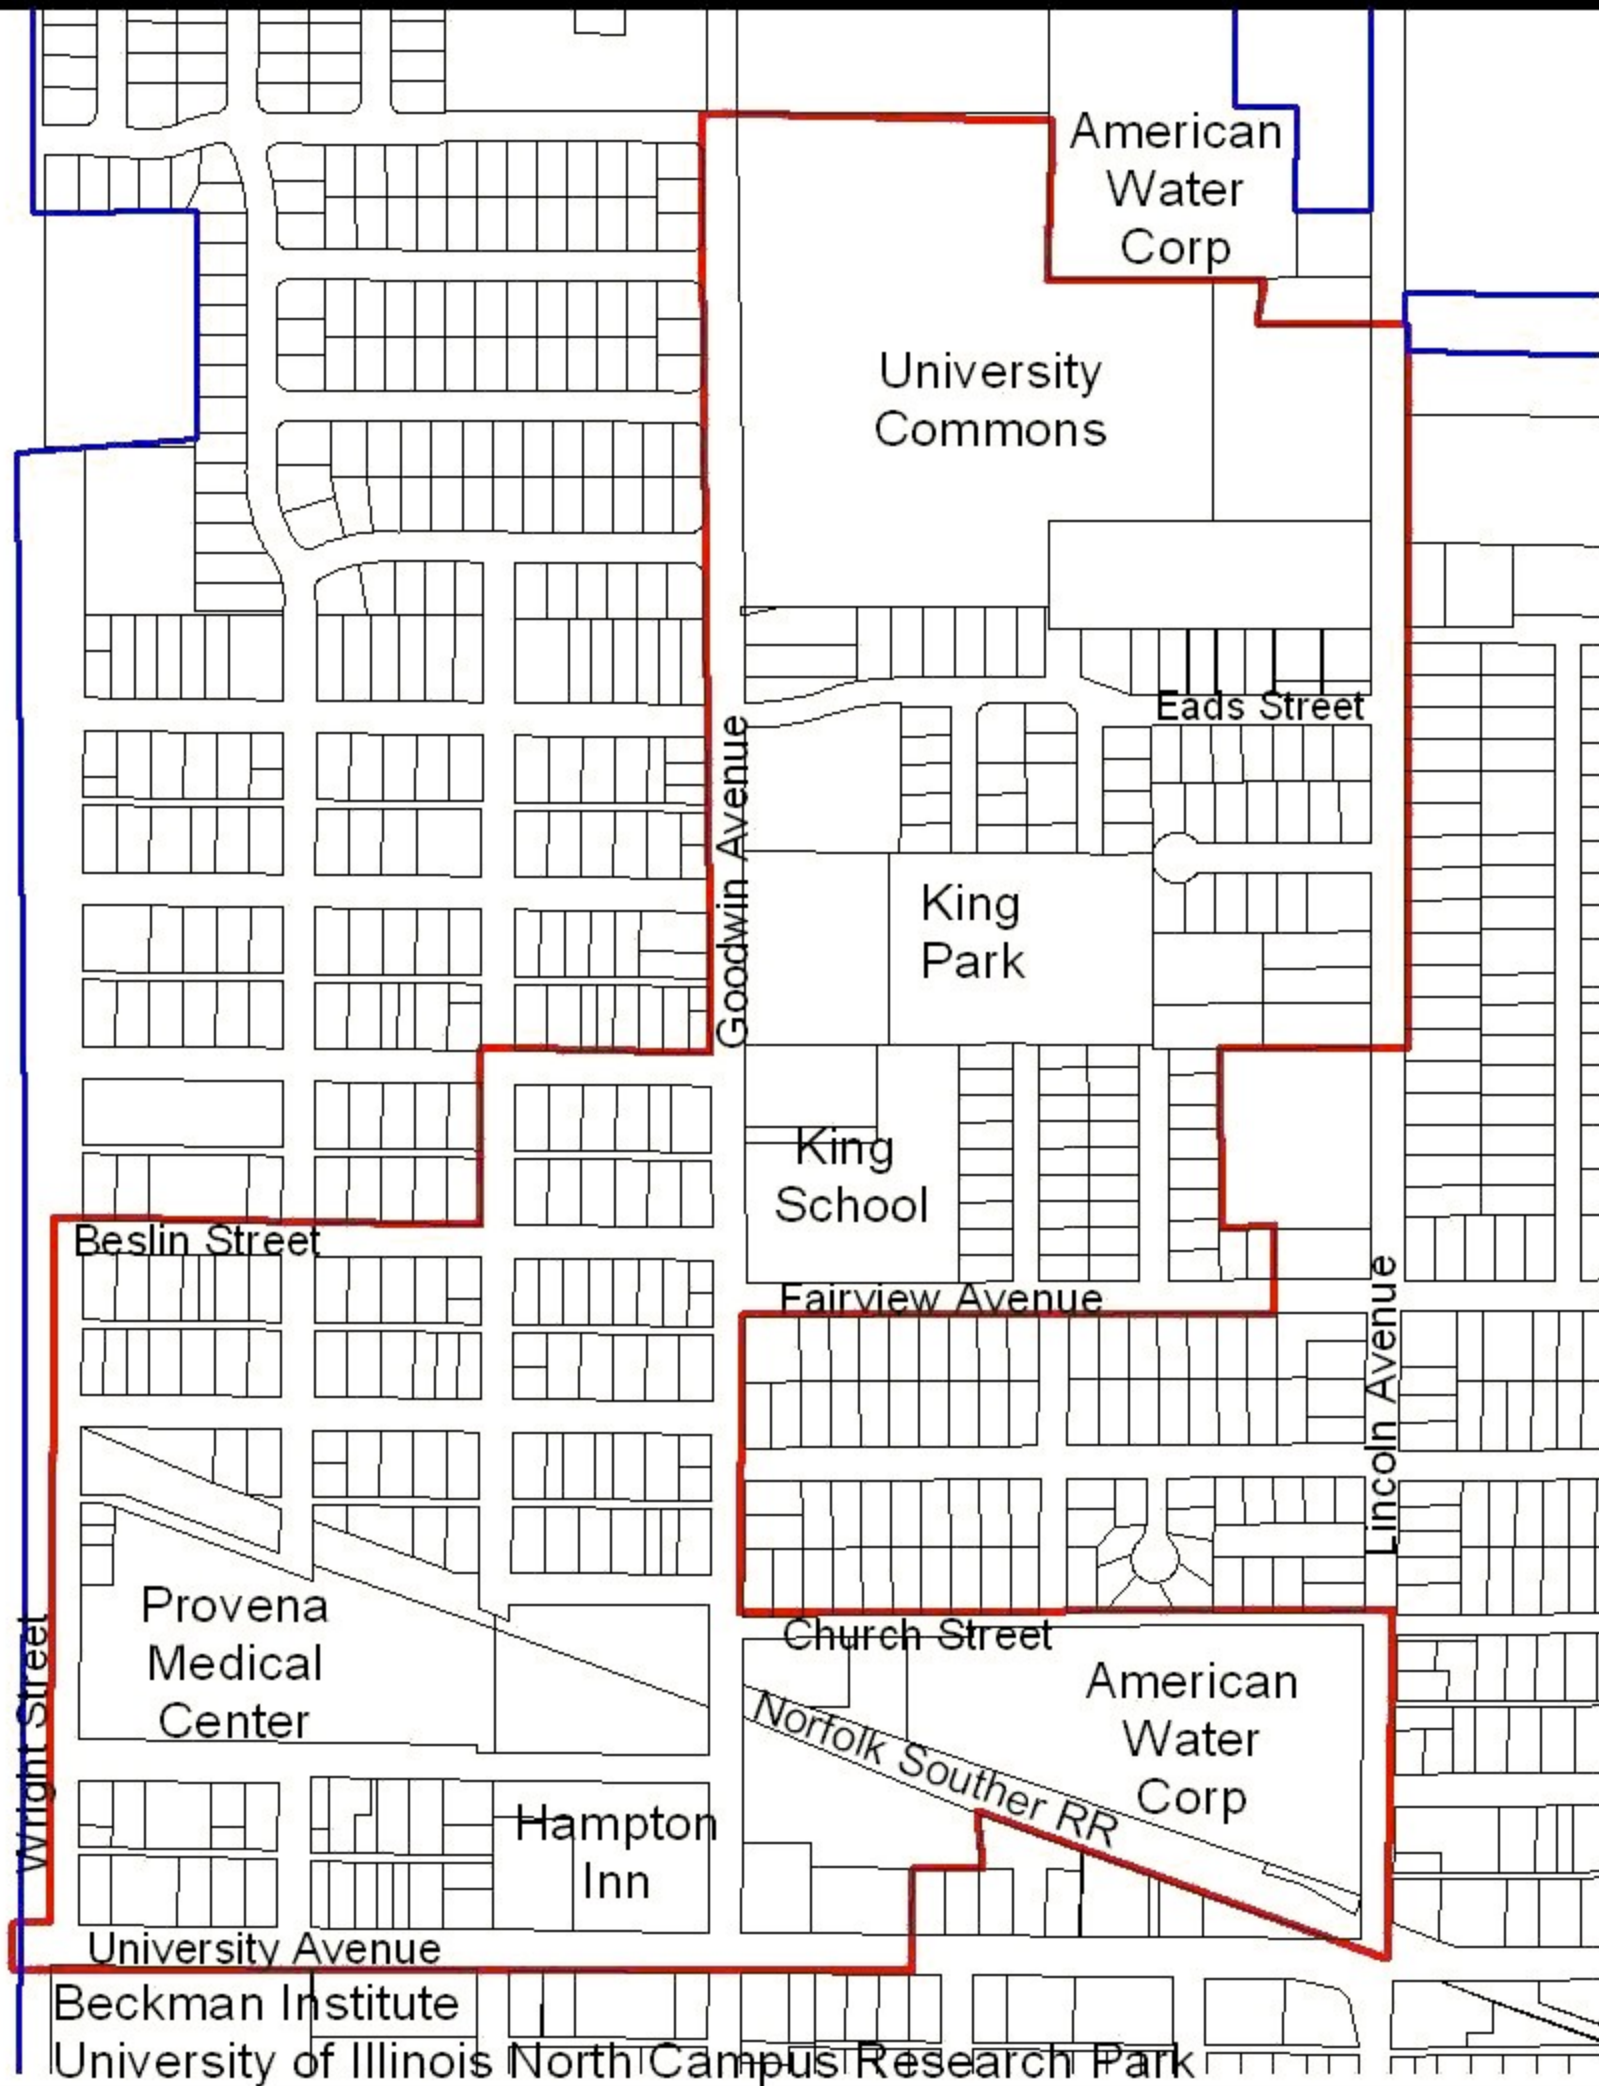 American
Water
Corp
University
Commons
Eads Street
Goodwin Avenue
King
Park
King
School
Beslin Street
Fairview Avenue
Lincoln Avenue
Provena
Medical
Center
Wright Street
Church Street
American
Water
Corp
Norfolk Souther RR
Hampton
Inn
University Avenue
Beckman Institute
University of Illinois North Campus Research Park